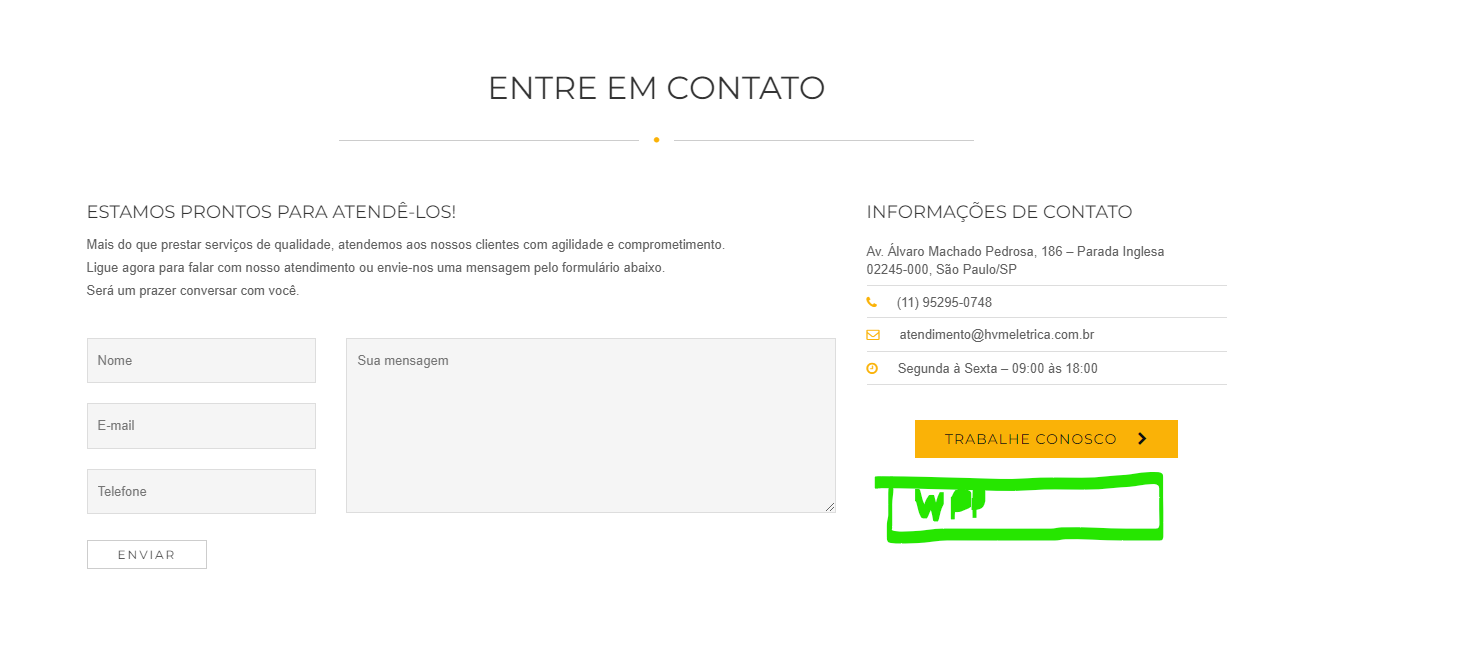 ENTRE EM CONTATO
ESTAMOS PRONTOS PARA ATENDÊ-LOS!
Mais do que prestar serviços de qualidade, atendemos aos nossos clientes com agilidade e comprometimento.
Ligue agora para falar com nosso atendimento ou envie-nos uma mensagem pelo formulário abaixo.
Será um prazer conversar com você.
Nome
E-mail
Telefone
Sua mensagem
ENVIAR
INFORMAÇÕES DE CONTATO
Av. Álvaro Machado Pedrosa, 186 – Parada Inglesa
02245-000, São Paulo/SP
(11) 95295-0748
atendimento@hvmeletrica.com.br
Segunda à Sexta – 09:00 às 18:00
TRABALHE CONOSCO
WPP